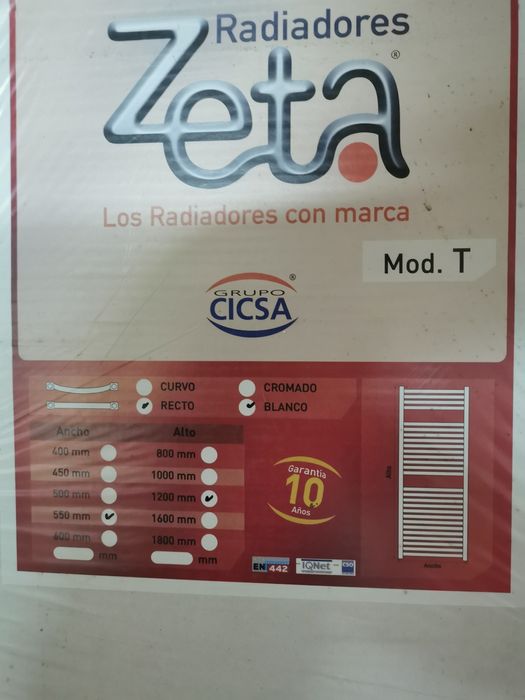 Radiadores
Zeta®
Los Radiadores con marca
Mod. T
GRUPO ®
CICSA
CURVO CROMADO
RECTO BLANCO
Ancho Alto
400 mm 800 mm
450 mm 1000 mm
500 mm 1200 mm
550 mm 1600 mm
600 mm 1800 mm
mm mm
Garantía
10
Años
Alto
Ancho
EN 442 IQNet CSQ